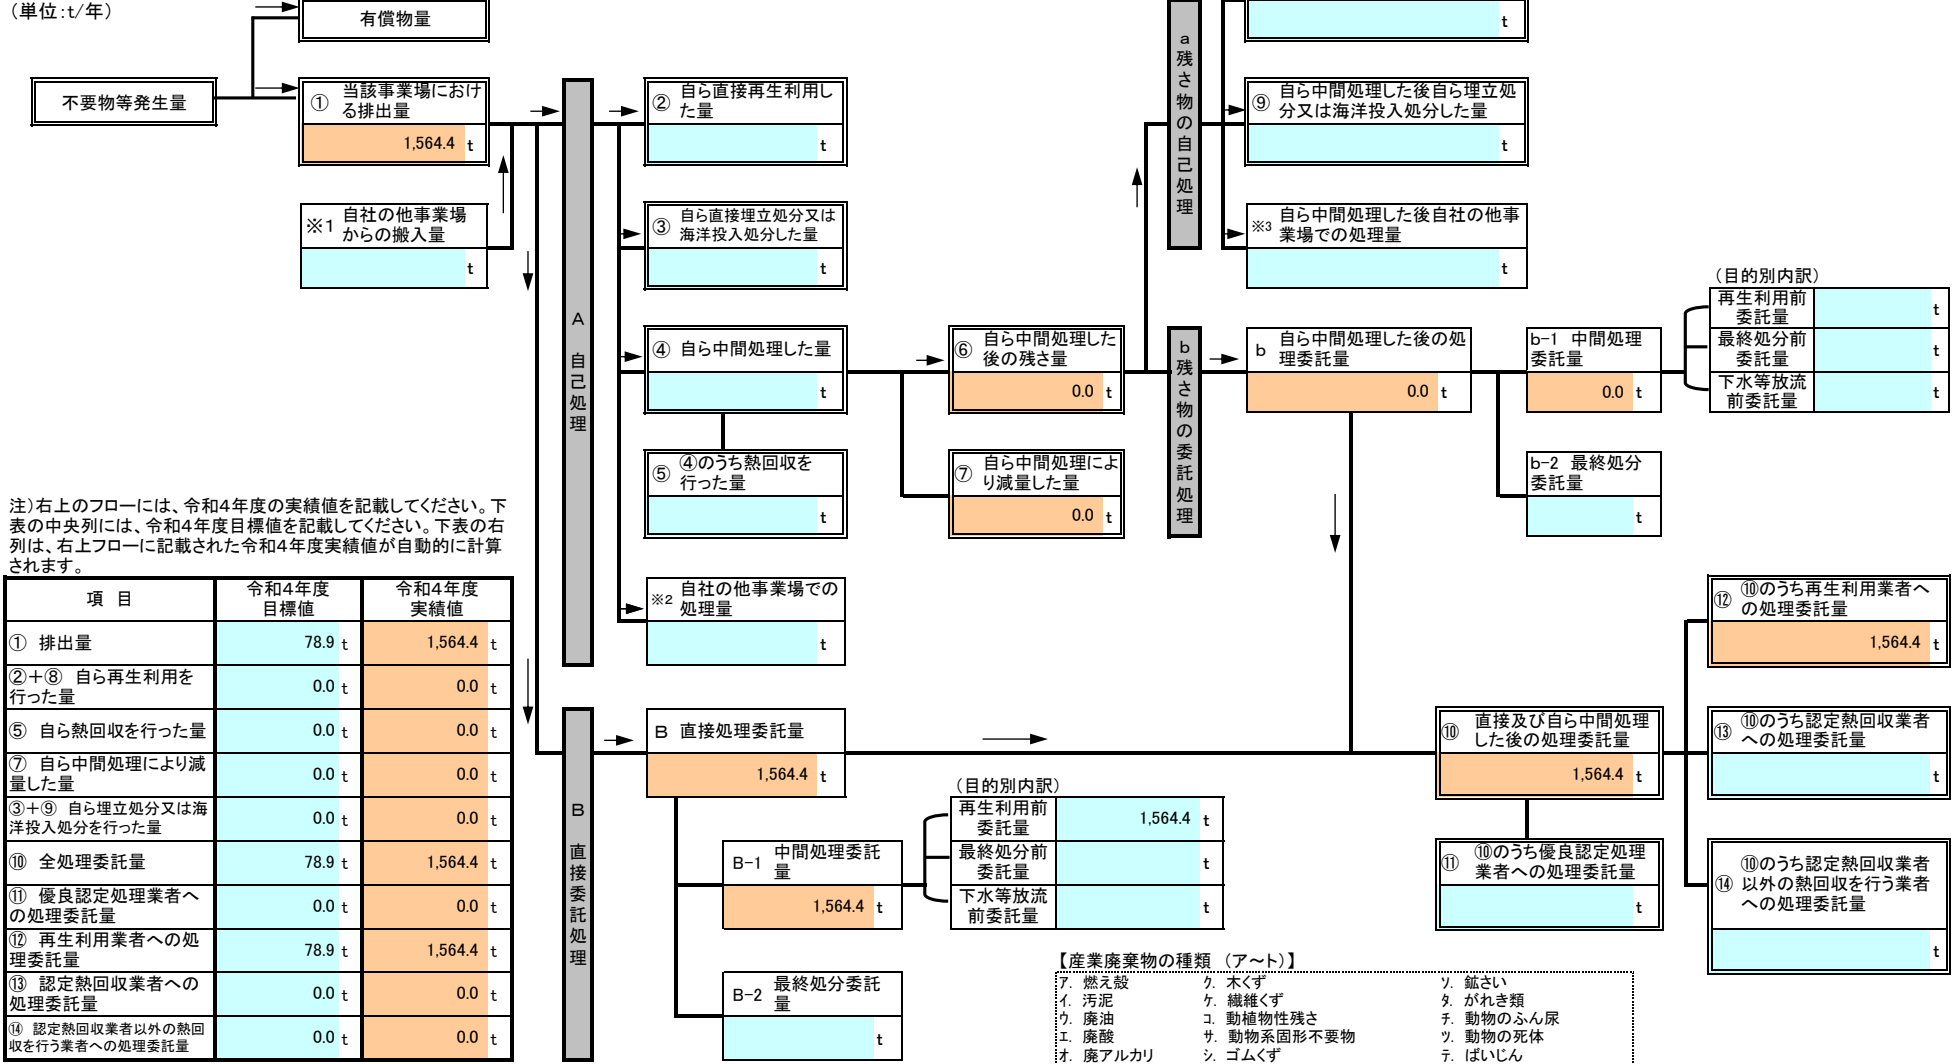 （単位：t/年）
有償物量
t
不要物等発生量
① 当該事業場におけ
る排出量
1,564.4 t
※1 自社の他事業場
からの搬入量
t
A 自己処理
② 自ら直接再生利用し
た量
t
③ 自ら直接埋立処分又は
海洋投入処分した量
t
④ 自ら中間処理した量
t
⑤ ④のうち熱回収を
行った量
t
※2 自社の他事業場での
処理量
t
⑥ 自ら中間処理した
後の残さ量
0.0 t
⑦ 自ら中間処理によ
り減量した量
0.0 t
a残さ物の自己処理
⑨ 自ら中間処理した後自ら埋立処
分又は海洋投入処分した量
t
※3 自ら中間処理した後自社の他事
業場での処理量
t
b残さ物の委託処理
b 自ら中間処理した後の処
理委託量
0.0 t
b-1 中間処理
委託量
0.0 t
b-2 最終処分
委託量
t
（目的別内訳）
再生利用前
委託量
t
最終処分前
委託量
t
下水等放流
前委託量
t
注）右上のフローには、令和4年度の実績値を記載してください。下
表の中央列には、令和4年度目標値を記載してください。下表の右
列は、右上フローに記載された令和4年度実績値が自動的に計算
されます。
項 目 令和4年度 令和4年度
目標値 実績値
① 排出量 78.9 t 1,564.4 t
②＋⑧ 自ら再生利用を
行った量 0.0 t 0.0 t
⑤ 自ら熱回収を行った量 0.0 t 0.0 t
⑦ 自ら中間処理により減
量した量 0.0 t 0.0 t
③＋⑨ 自ら埋立処分又は海
洋投入処分を行った量 0.0 t 0.0 t
⑩ 全処理委託量 78.9 t 1,564.4 t
⑪ 優良認定処理業者へ
の処理委託量 0.0 t 0.0 t
⑫ 再生利用業者への処
理委託量 78.9 t 1,564.4 t
⑬ 認定熱回収業者への
処理委託量 0.0 t 0.0 t
⑭ 認定熱回収業者以外の熱回
収を行う業者への処理委託量 0.0 t 0.0 t
B 直接委託処理
B 直接処理委託量
1,564.4 t
B-1 中間処理委託
量
1,564.4 t
B-2 最終処分委託
量
t
（目的別内訳）
再生利用前
委託量
1,564.4 t
最終処分前
委託量
t
下水等放流
前委託量
t
⑩ 直接及び自ら中間処理
した後の処理委託量
1,564.4 t
⑪ ⑩のうち優良認定処理
業者への処理委託量
t
⑫ ⑩のうち再生利用業者へ
の処理委託量
1,564.4 t
⑬ ⑩のうち認定熱回収業者
への処理委託量
t
⑭ ⑩のうち認定熱回収業者
以外の熱回収を行う業者
への処理委託量
t
【産業廃棄物の種類 （ア～ト）】
ア. 燃え殻 ク. 木くず ソ. 鉱さい
イ. 汚泥 ケ. 繊維くず タ. がれき類
ウ. 廃油 コ. 動植物性残さ チ. 動物のふん尿
エ. 廃酸 サ. 動物系固形不要物 ツ. 動物の死体
オ. 廃アルカリ シ. ゴムくず テ. ばいじん